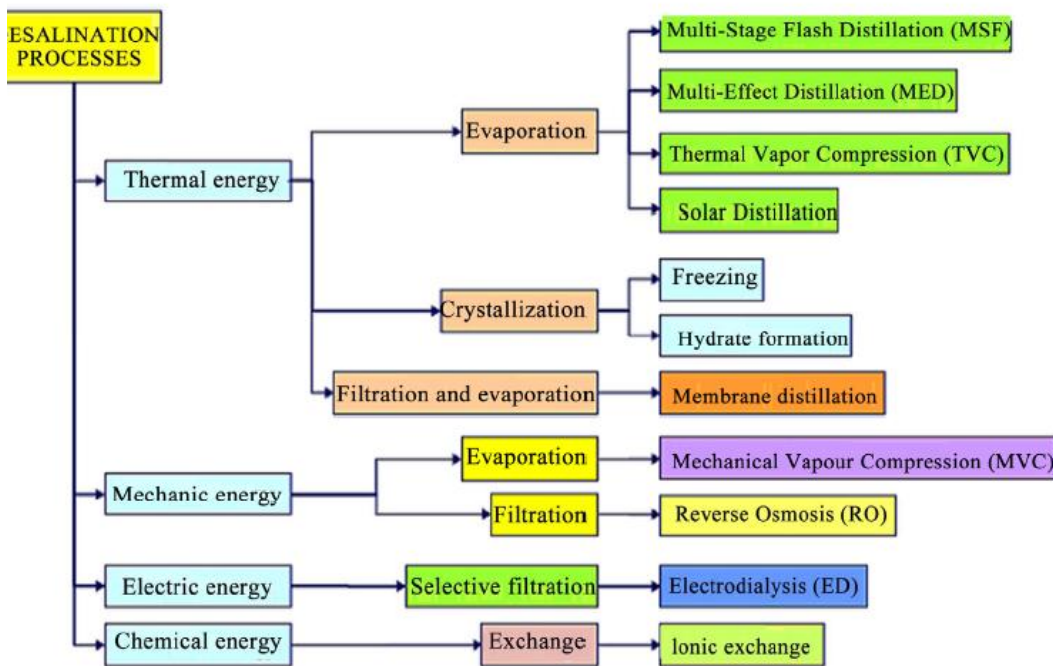 ESALINATION
PROCESSES
Multi-Stage Flash Distillation (MSF)
Multi-Effect Distillation (MED)
Evaporation
Thermal Vapor Compression (TVC)
Thermal energy
Solar Distillation
Freezing
Crystallization
Hydrate formation
Filtration and evaporation
Membrane distillation
Evaporation
Mechanical Vapour Compression (MVC)
Mechanic energy
Filtration
Reverse Osmosis (RO)
Electric energy
Selective filtration
Electrodialysis (ED)
Chemical energy
Exchange
Ionic exchange